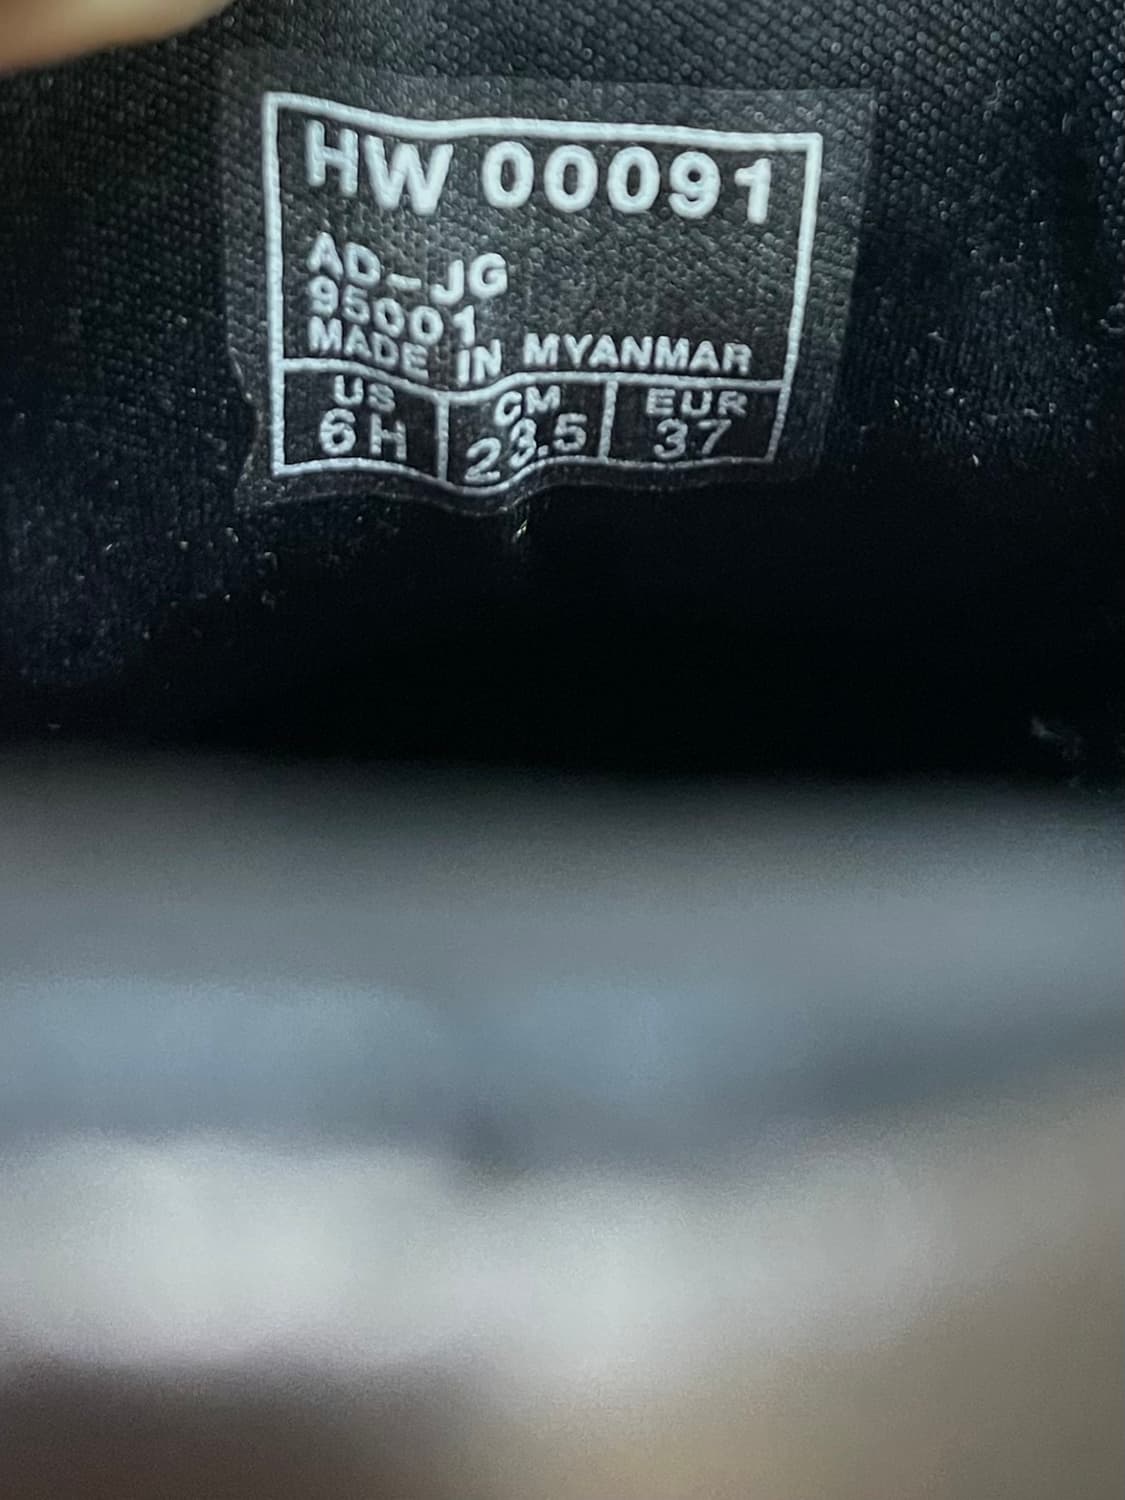 HW 00091
AD-JG
95001
MADE IN MYANMAR
US CM EUR
6H 23.5 37